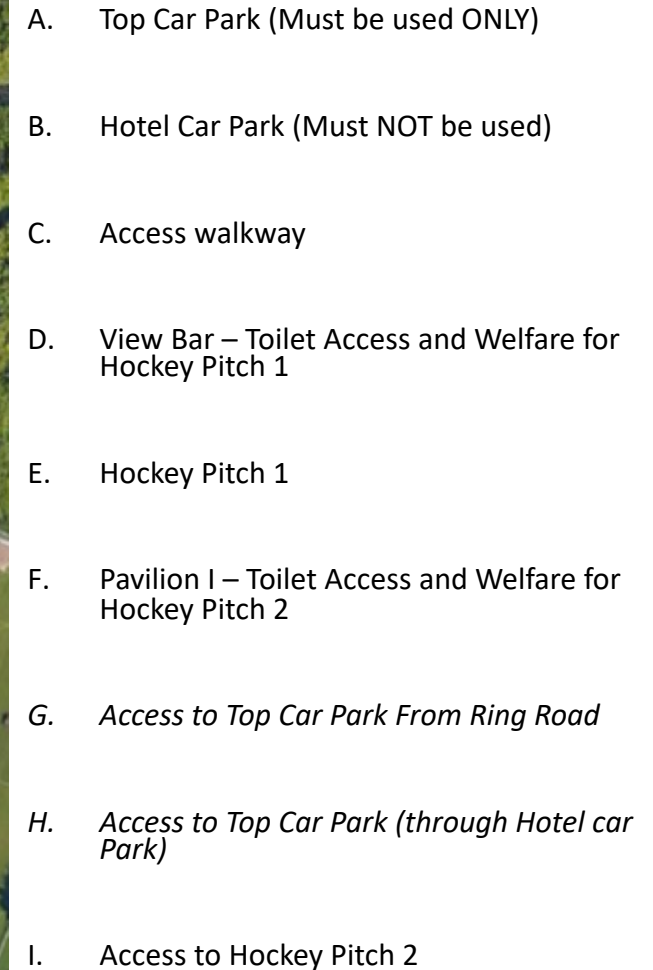 A. Top Car Park (Must be used ONLY)
B. Hotel Car Park (Must NOT be used)
C. Access walkway
D. View Bar – Toilet Access and Welfare for
Hockey Pitch 1
E. Hockey Pitch 1
F. Pavilion I – Toilet Access and Welfare for
Hockey Pitch 2
G. Access to Top Car Park From Ring Road
H. Access to Top Car Park (through Hotel car
Park)
I. Access to Hockey Pitch 2